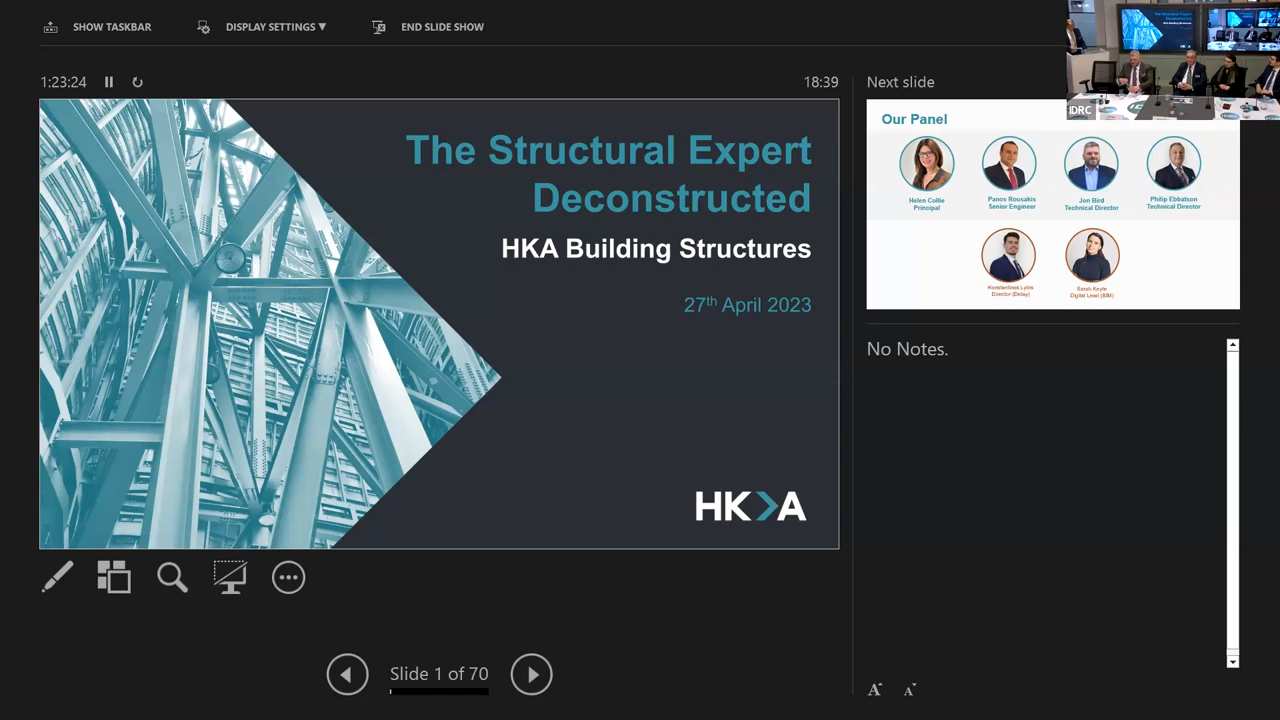 SHOW TASKBAR
DISPLAY SETTINGS ▼
END SLIDE SHOW
1:23:24
18:39
Next slide
The Structural Expert
Deconstructed
HKA Building Structures
27th April 2023
HKA
Our Panel
Helen Collie
Principal
Panos Rousakis
Senior Engineer
Jon Bird
Technical Director
Philip Ebbatson
Technical Director
Konstantinos Lytos
Director (Delay)
Sarah Keyte
Digital Lead (BIM)
IDRC
No Notes.
Slide 1 of 70
A
A